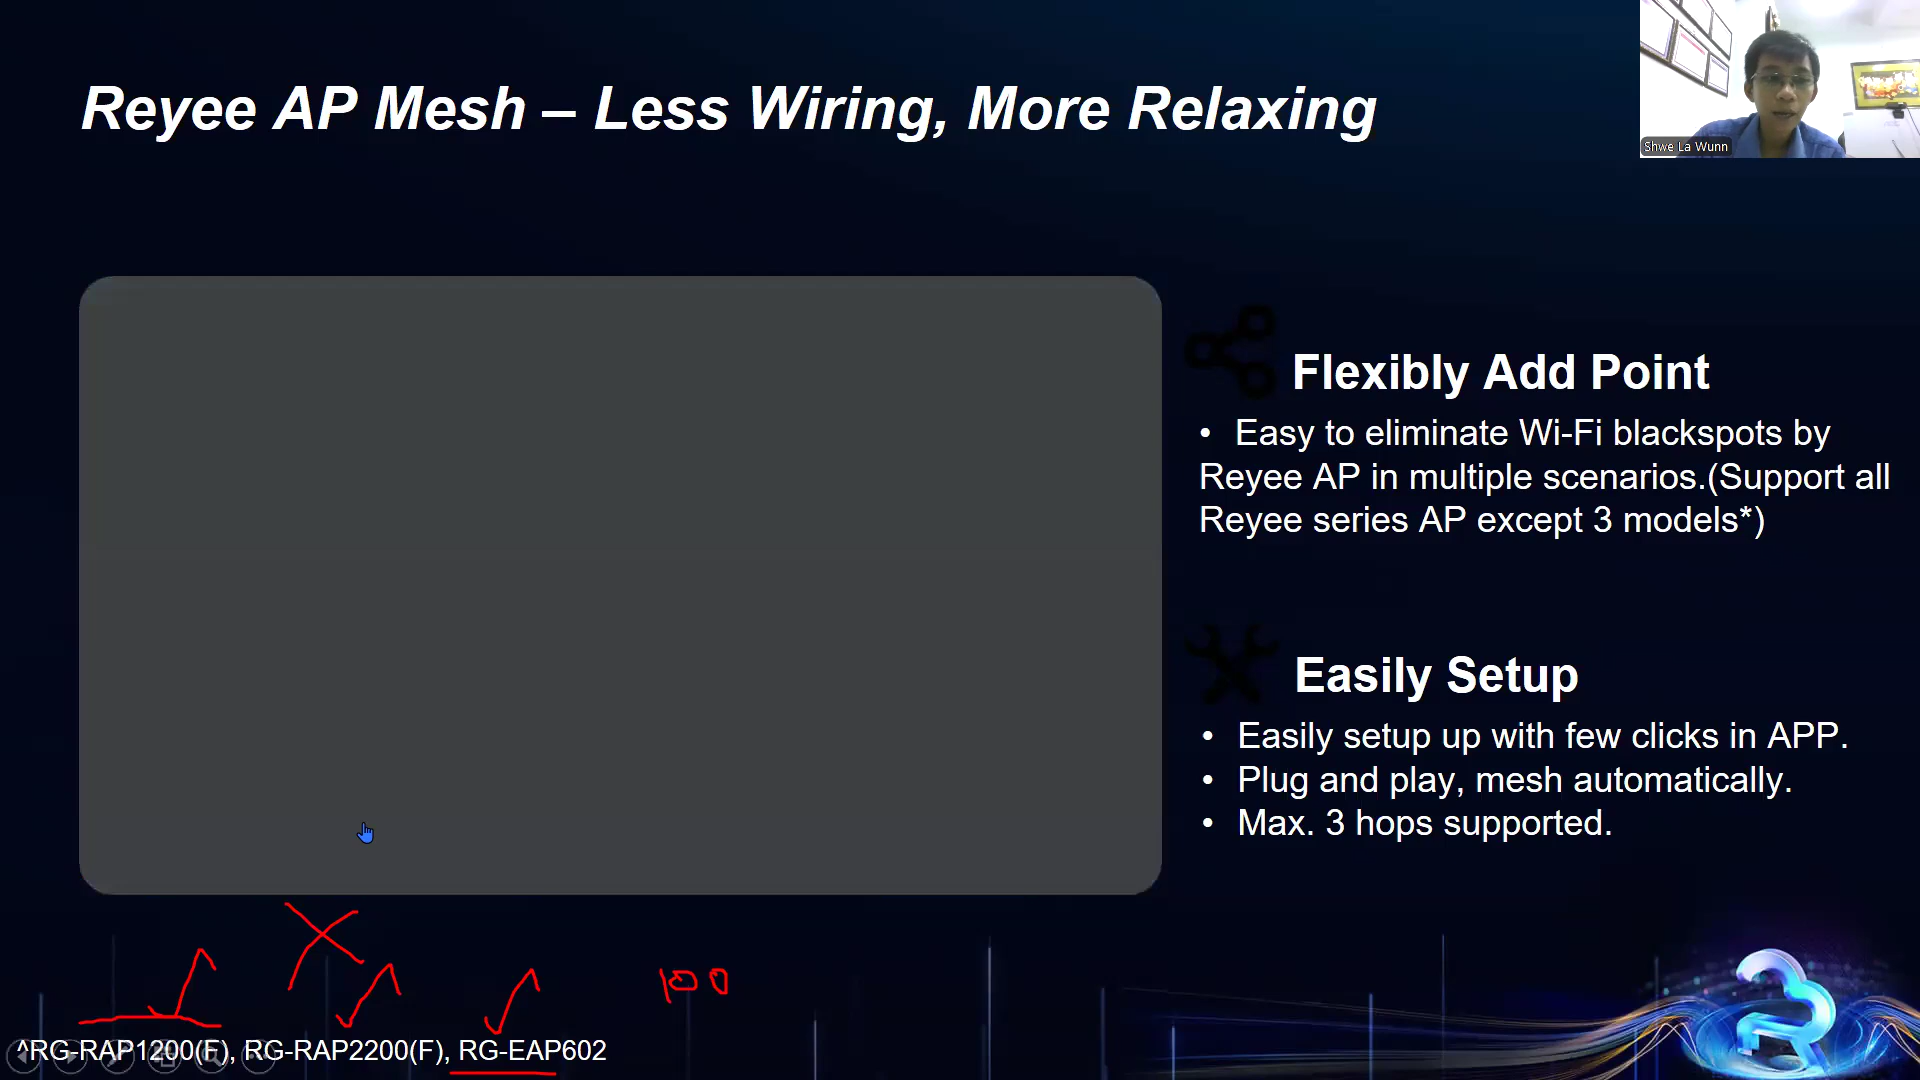 Reyee AP Mesh – Less Wiring, More Relaxing
Shwe La Wunn
Flexibly Add Point
• Easy to eliminate Wi-Fi blackspots by
Reyee AP in multiple scenarios.(Support all
Reyee series AP except 3 models*)
Easily Setup
• Easily setup up with few clicks in APP.
• Plug and play, mesh automatically.
• Max. 3 hops supported.
100
^RG-RAP1200(F), RG-RAP2200(F), RG-EAP602